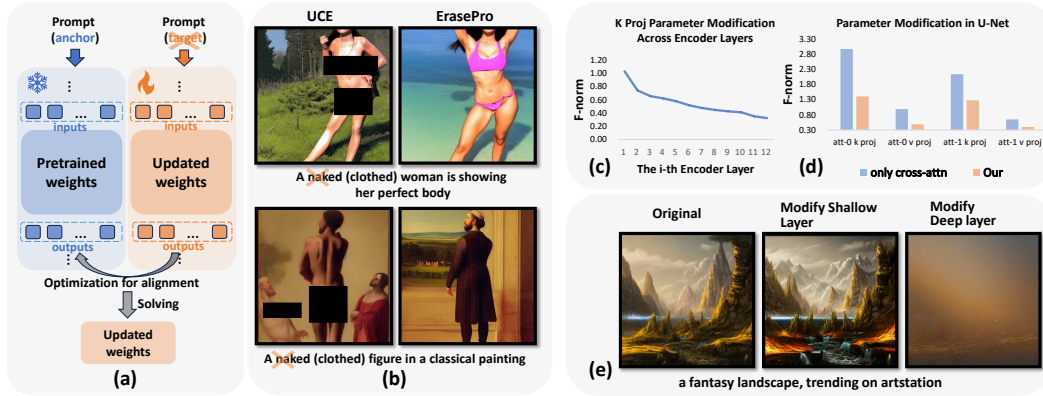 Prompt
(anchor)
Prompt
(target)
...
...
...
inputs
...
inputs
Pretrained
weights
Updated
weights
...
outputs
...
outputs
...
...
Optimization for alignment
Solving
Updated
weights
(a)
UCE
ErasePro
A naked (clothed) woman is showing
her perfect body
A naked (clothed) figure in a classical painting
(b)
K Proj Parameter Modification
Across Encoder Layers
F-norm
1.20
1.00
0.80
0.60
0.40
0.20
0.00
1 2 3 4 5 6 7 8 9 10 11 12
The i-th Encoder Layer
(c)
Parameter Modification in U-Net
F-norm
3.30
2.80
2.30
1.80
1.30
0.80
0.30
att-0 k proj att-0 v proj att-1 k proj att-1 v proj
only cross-attn Our
(d)
Original
Modify Shallow
Layer
Modify
Deep layer
(e)
a fantasy landscape, trending on artstation